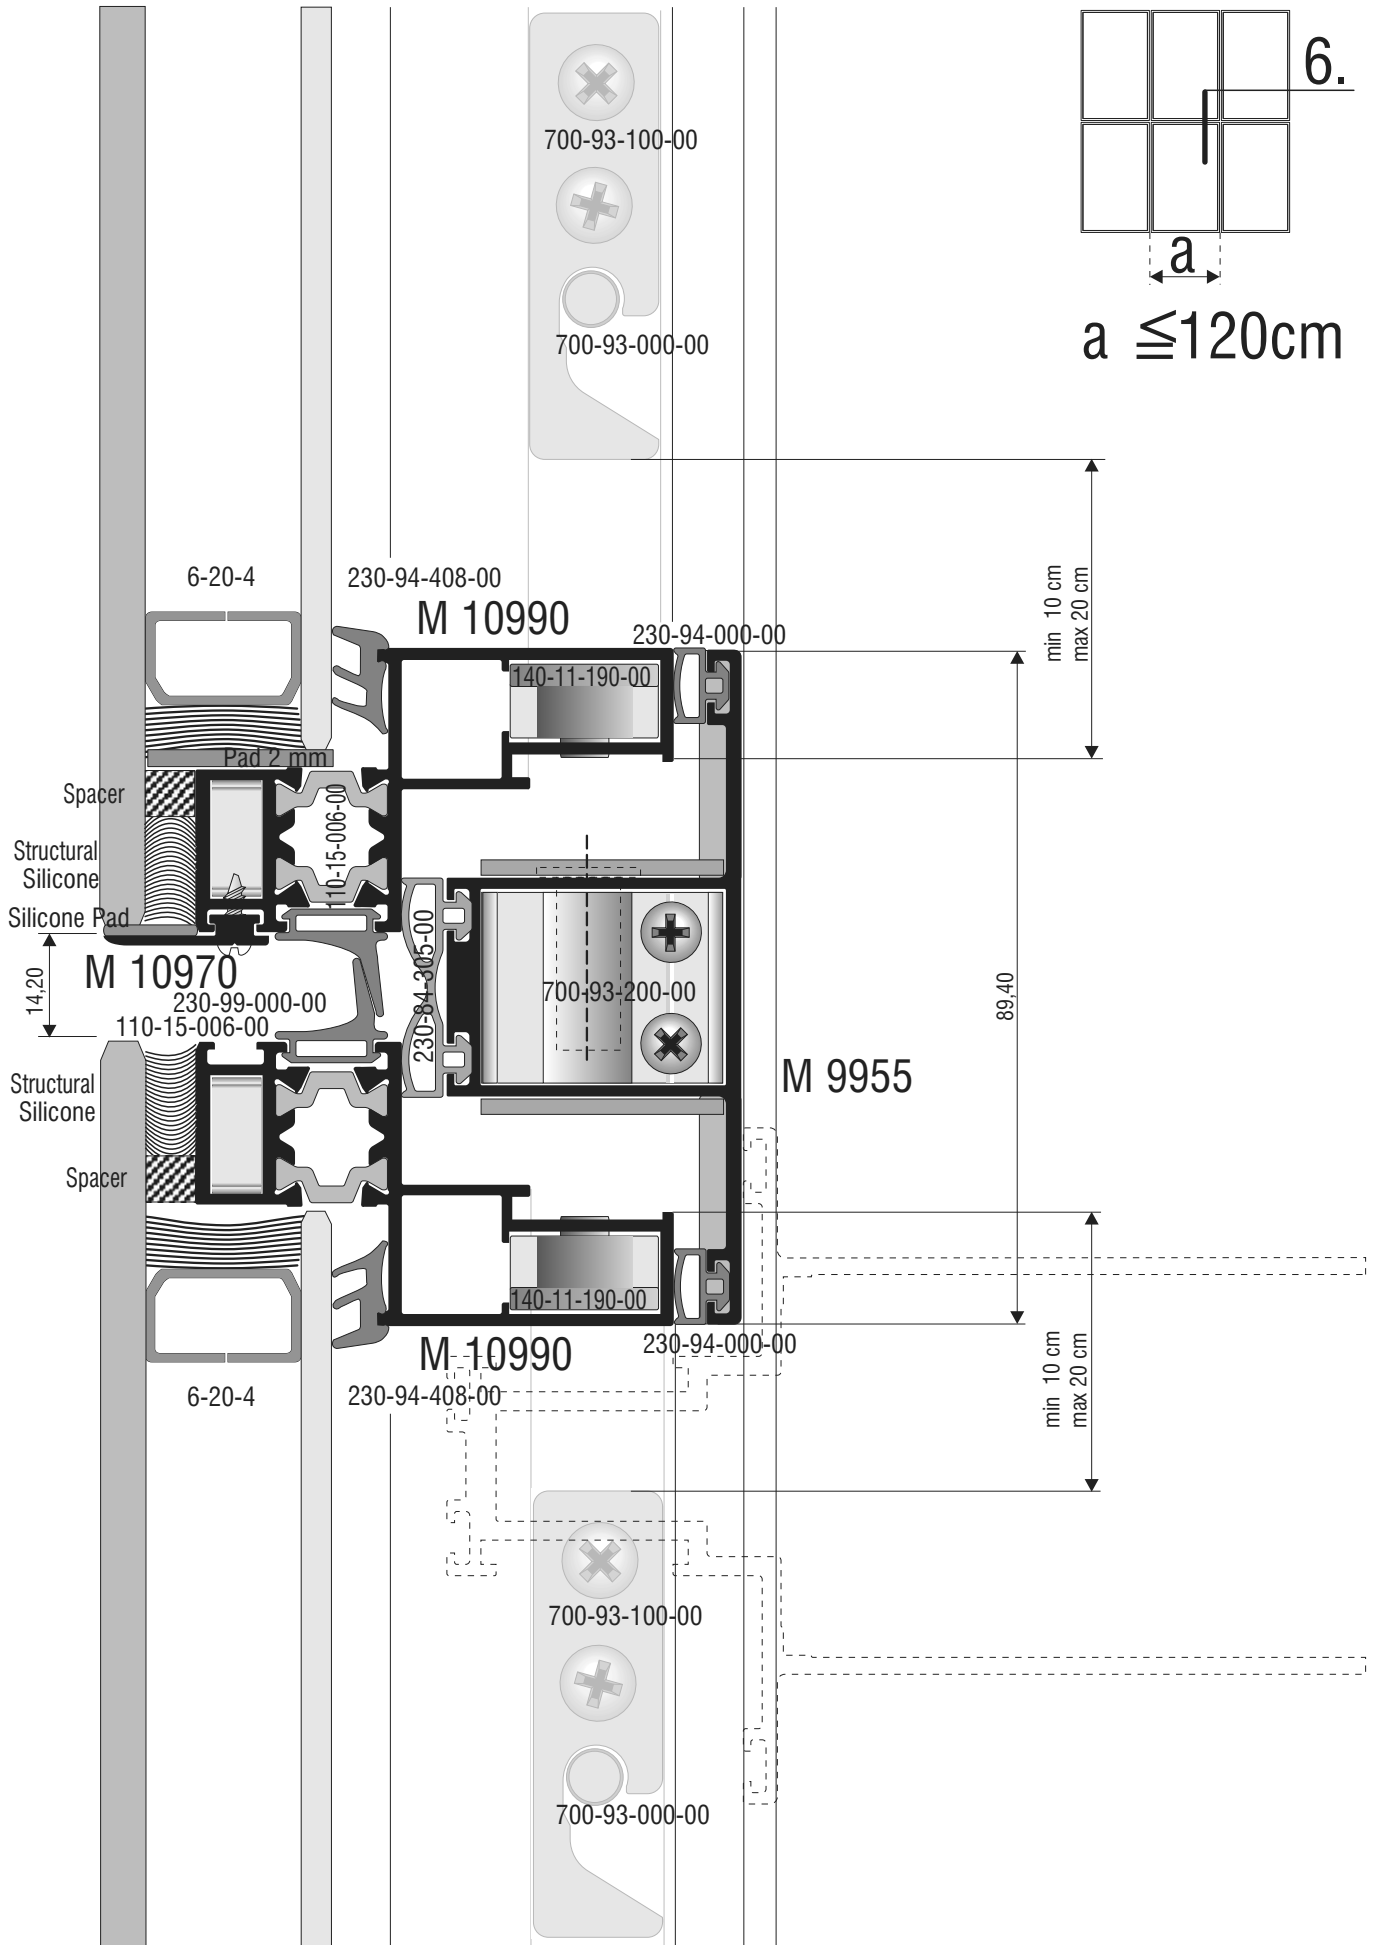 6.
700-93-100-00
a
700-93-000-00
a ≦120cm
6-20-4
230-94-408-00
M 10990
230-94-000-00
min 10 cm
max 20 cm
140-11-190-00
Pad 2 mm
Spacer
110-15-006-00
Structural
Silicone
Silicone Pad
14,20
M 10970
230-84-305-00
700-93-200-00
89,40
230-99-000-00
110-15-006-00
M 9955
Structural
Silicone
Spacer
140-11-190-00
M 10990
230-94-000-00
6-20-4
230-94-408-00
min 10 cm
max 20 cm
700-93-100-00
700-93-000-00